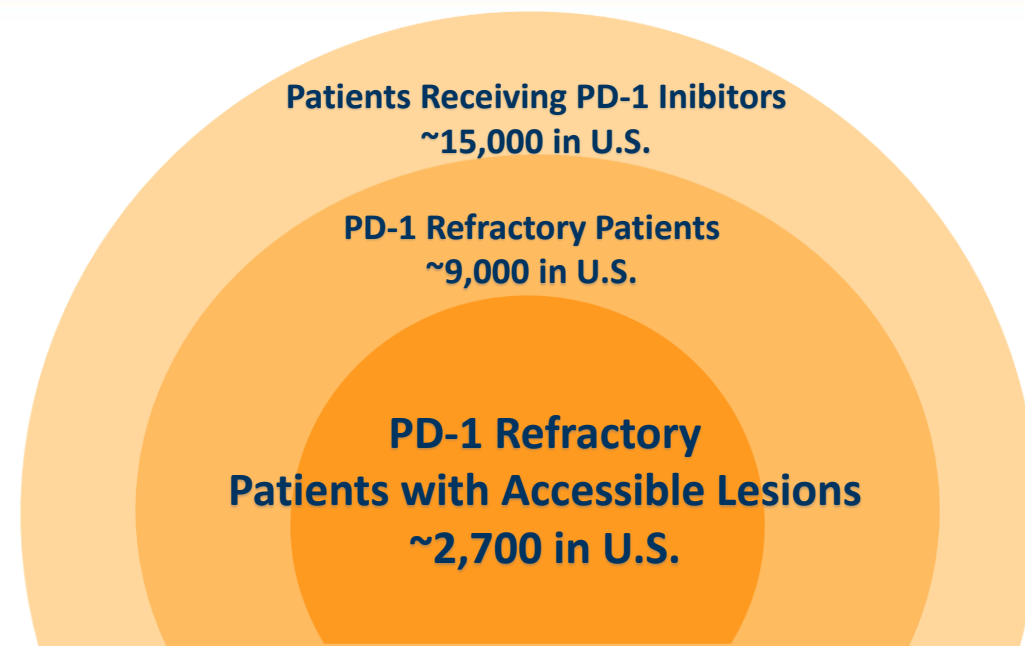 Patients Receiving PD-1 Inibitors
~15,000 in U.S.
PD-1 Refractory Patients
~9,000 in U.S.
PD-1 Refractory
Patients with Accessible Lesions
~2,700 in U.S.